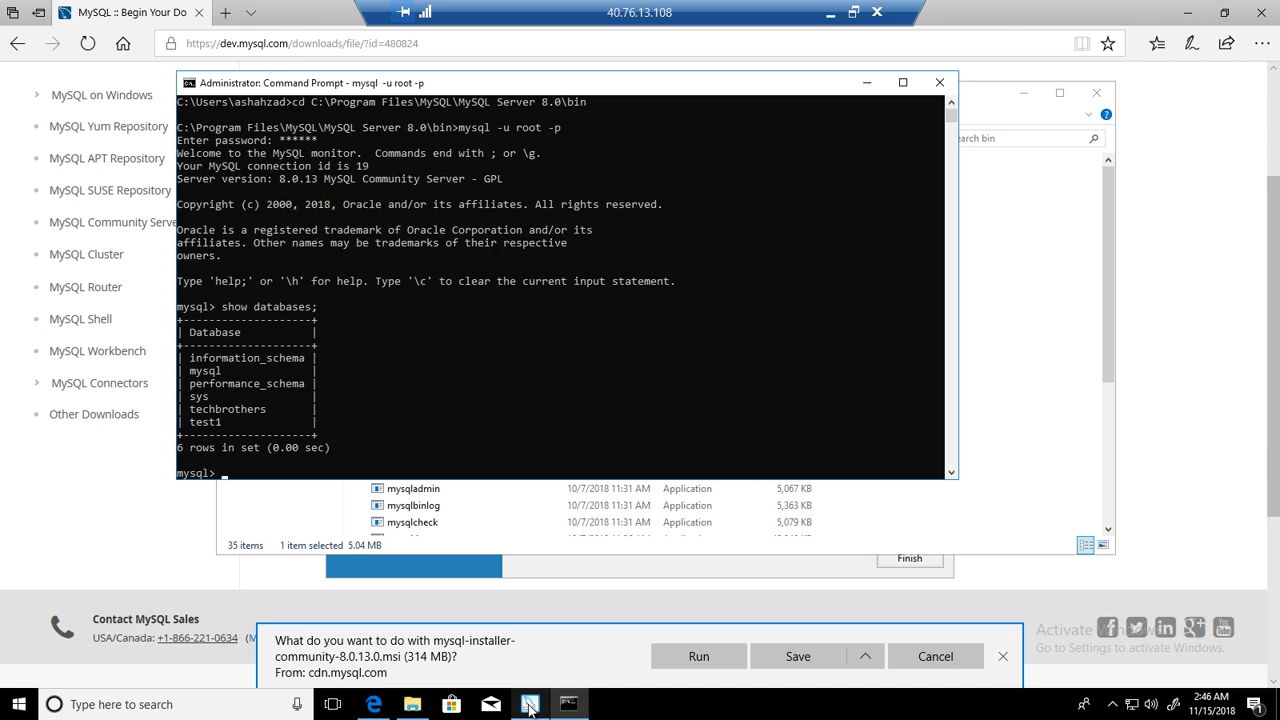 MySQL :: Begin Your Do
40.76.13.108
https://dev.mysql.com/downloads/file/?id=480824
MySQL on Windows
MySQL Yum Repository
MySQL APT Repository
MySQL SUSE Repository
MySQL Community Serve
MySQL Cluster
MySQL Router
MySQL Shell
MySQL Workbench
MySQL Connectors
Other Downloads
Administrator: Command Prompt - mysql -u root -p
C:\Users\ashahzad>cd C:\Program Files\MySQL\MySQL Server 8.0\bin
C:\Program Files\MySQL\MySQL Server 8.0\bin>mysql -u root -p
Enter password: ******
Welcome to the MySQL monitor.  Commands end with ; or \g.
Your MySQL connection id is 19
Server version: 8.0.13 MySQL Community Server - GPL
Copyright (c) 2000, 2018, Oracle and/or its affiliates. All rights reserved.
Oracle is a registered trademark of Oracle Corporation and/or its
affiliates. Other names may be trademarks of their respective
owners.
Type 'help;' or '\h' for help. Type '\c' to clear the current input statement.
mysql> show databases;
+--------------------+
| Database           |
+--------------------+
| information_schema |
| mysql              |
| performance_schema |
| sys                |
| techbrothers       |
| test1              |
+--------------------+
6 rows in set (0.00 sec)
mysql>
earch bin
mysqladmin 10/7/2018 11:31 AM Application 5,067 KB
mysqlbinlog 10/7/2018 11:31 AM Application 5,363 KB
mysqlcheck 10/7/2018 11:31 AM Application 5,079 KB
35 items 1 item selected 5.04 MB
Finish
Contact MySQL Sales
USA/Canada: +1-866-221-0634 (M
Activate Windows
Go to Settings to activate Windows.
What do you want to do with mysql-installer-
community-8.0.13.0.msi (314 MB)?
From: cdn.mysql.com
Run
Save
Cancel
Type here to search
2:46 AM
11/15/2018